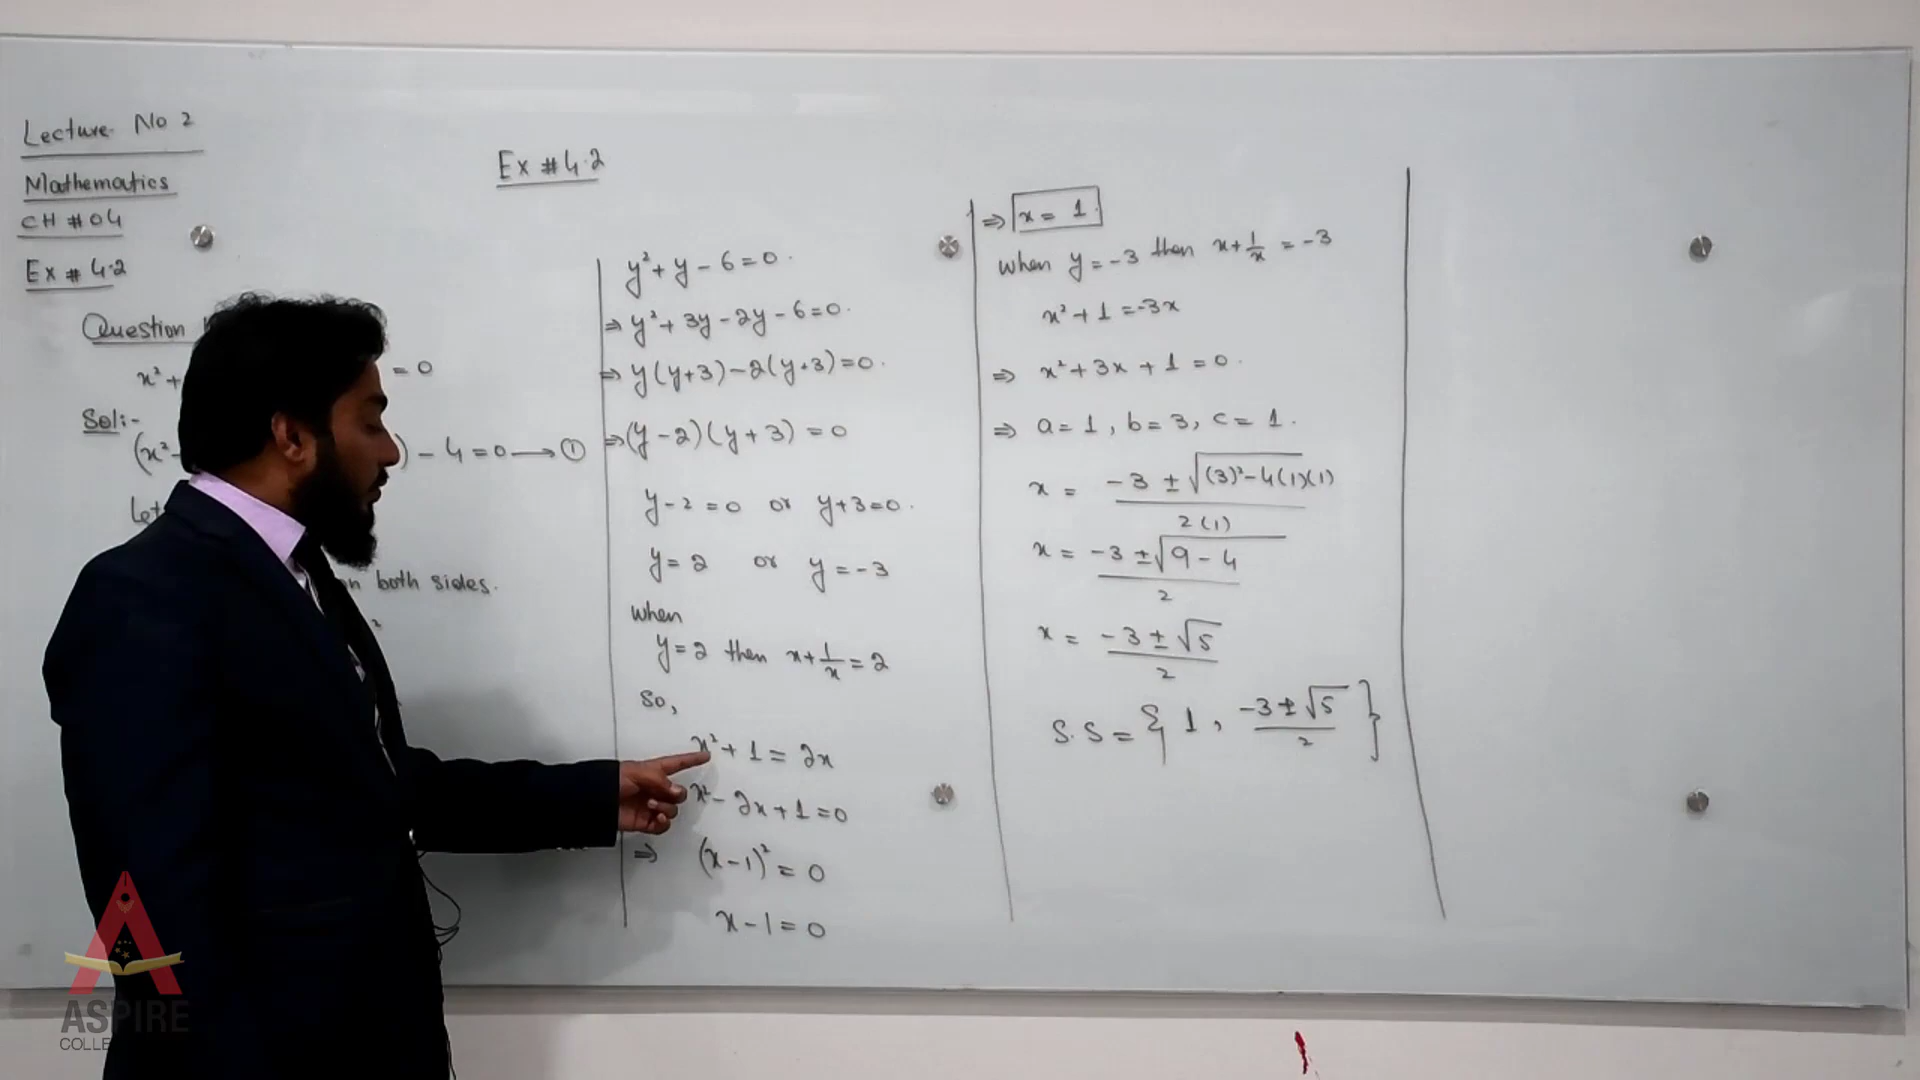 Lecture No 2
Mathematics
CH # 04
Ex # 4.2
Ex # 4.2
Question
x² + = 0
Sol:-
(x² ) - 4 = 0 → ①
Let
on both sides.
y² + y - 6 = 0.
⇒ y² + 3y - 2y - 6 = 0.
⇒ y(y+3) - 2(y+3) = 0.
⇒ (y - 2)(y + 3) = 0
y - 2 = 0 or y + 3 = 0.
y = 2 or y = -3
when
y = 2 then x + 1/x = 2
So,
x² + 1 = 2x
x² - 2x + 1 = 0
⇒ (x - 1)² = 0
x - 1 = 0
⇒ x = 1.
when y = -3 then x + 1/x = -3
x² + 1 = -3x
⇒ x² + 3x + 1 = 0.
⇒ a = 1, b = 3, c = 1.
x = (-3 ± √(3)² - 4(1)(1)) / 2(1)
x = (-3 ± √9 - 4) / 2
x = (-3 ± √5) / 2
S.S = { 1, (-3 ± √5) / 2 }
ASPIRE
COLLE